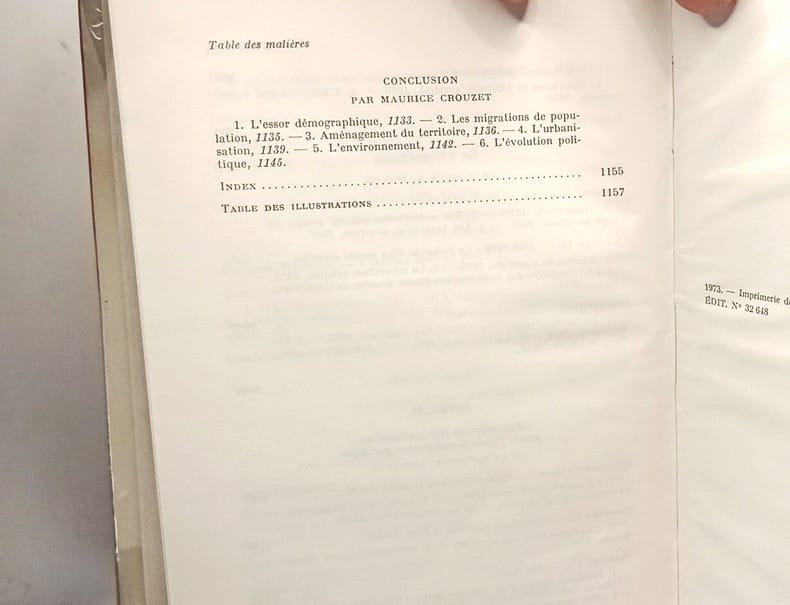 Table des matières
CONCLUSION
PAR MAURICE CROUZET
1. L'essor démographique, 1133. — 2. Les migrations de popu-
lation, 1135. — 3. Aménagement du territoire, 1136. — 4. L'urbani-
sation, 1139. — 5. L'environnement, 1142. — 6. L'évolution poli-
tique, 1145.
INDEX ........................................ 1155
TABLE DES ILLUSTRATIONS ........................ 1157
1973. — Imprimerie
ÉDIT. Nº 32 648